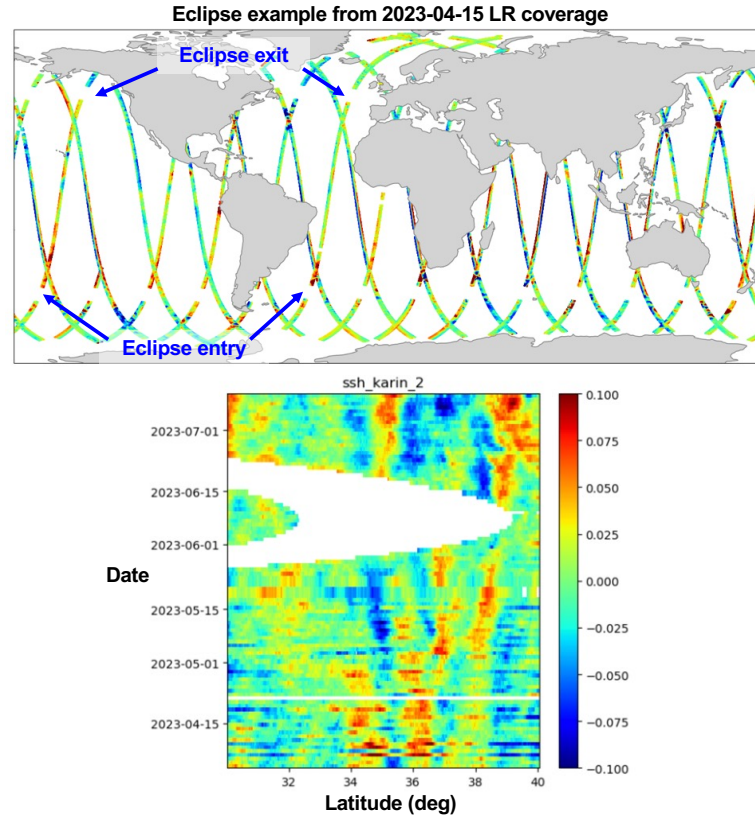 Eclipse example from 2023-04-15 LR coverage
Eclipse exit
Eclipse entry
ssh_karin_2
0.100
2023-07-01
0.075
0.050
2023-06-15
0.025
2023-06-01
Date
0.000
2023-05-15
−0.025
2023-05-01
−0.050
2023-04-15
−0.075
−0.100
32 34 36 38 40
Latitude (deg)